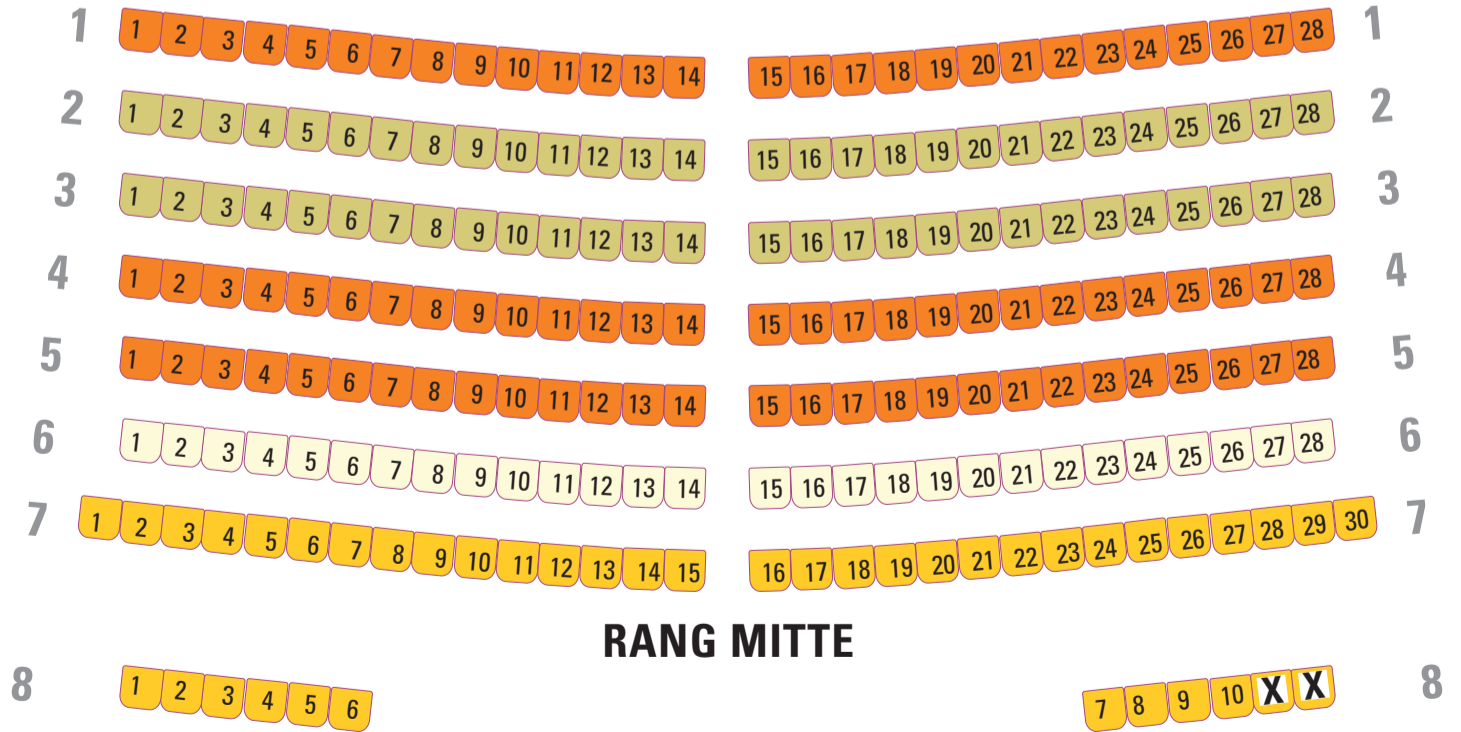 1 1 2 3 4 5 6 7 8 9 10 11 12 13 14 15 16 17 18 19 20 21 22 23 24 25 26 27 28 1
2 1 2 3 4 5 6 7 8 9 10 11 12 13 14 15 16 17 18 19 20 21 22 23 24 25 26 27 28 2
3 1 2 3 4 5 6 7 8 9 10 11 12 13 14 15 16 17 18 19 20 21 22 23 24 25 26 27 28 3
4 1 2 3 4 5 6 7 8 9 10 11 12 13 14 15 16 17 18 19 20 21 22 23 24 25 26 27 28 4
5 1 2 3 4 5 6 7 8 9 10 11 12 13 14 15 16 17 18 19 20 21 22 23 24 25 26 27 28 5
6 1 2 3 4 5 6 7 8 9 10 11 12 13 14 15 16 17 18 19 20 21 22 23 24 25 26 27 28 6
7 1 2 3 4 5 6 7 8 9 10 11 12 13 14 15 16 17 18 19 20 21 22 23 24 25 26 27 28 29 30 7
RANG MITTE
8 1 2 3 4 5 6 7 8 9 10 X X 8